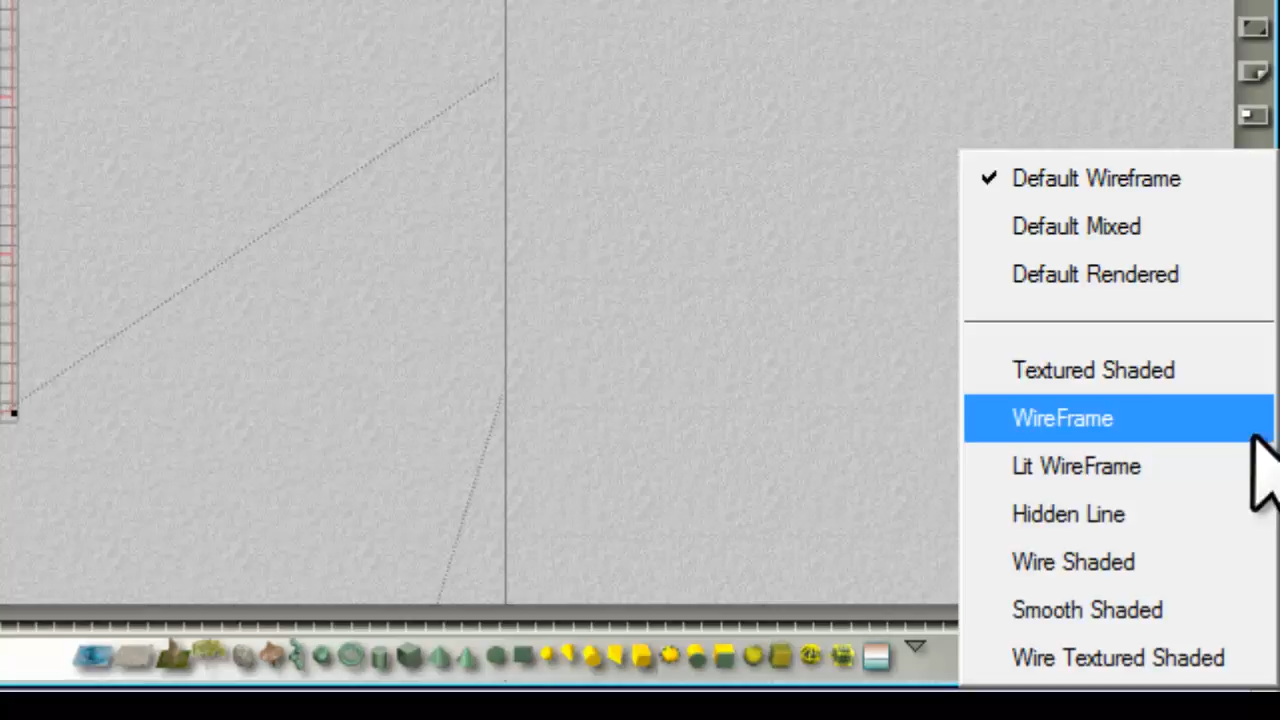 Default Wireframe
Default Mixed
Default Rendered
Textured Shaded
WireFrame
Lit WireFrame
Hidden Line
Wire Shaded
Smooth Shaded
Wire Textured Shaded